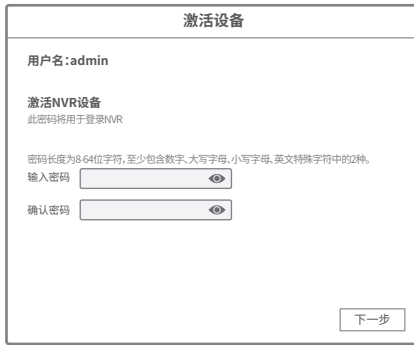 激活设备
用户名：admin
激活NVR设备
此密码将用于登录NVR
密码长度为8-64位字符，至少包含数字、大写字母、小写字母、英文特殊字符中的2种。
输入密码
确认密码
下一步